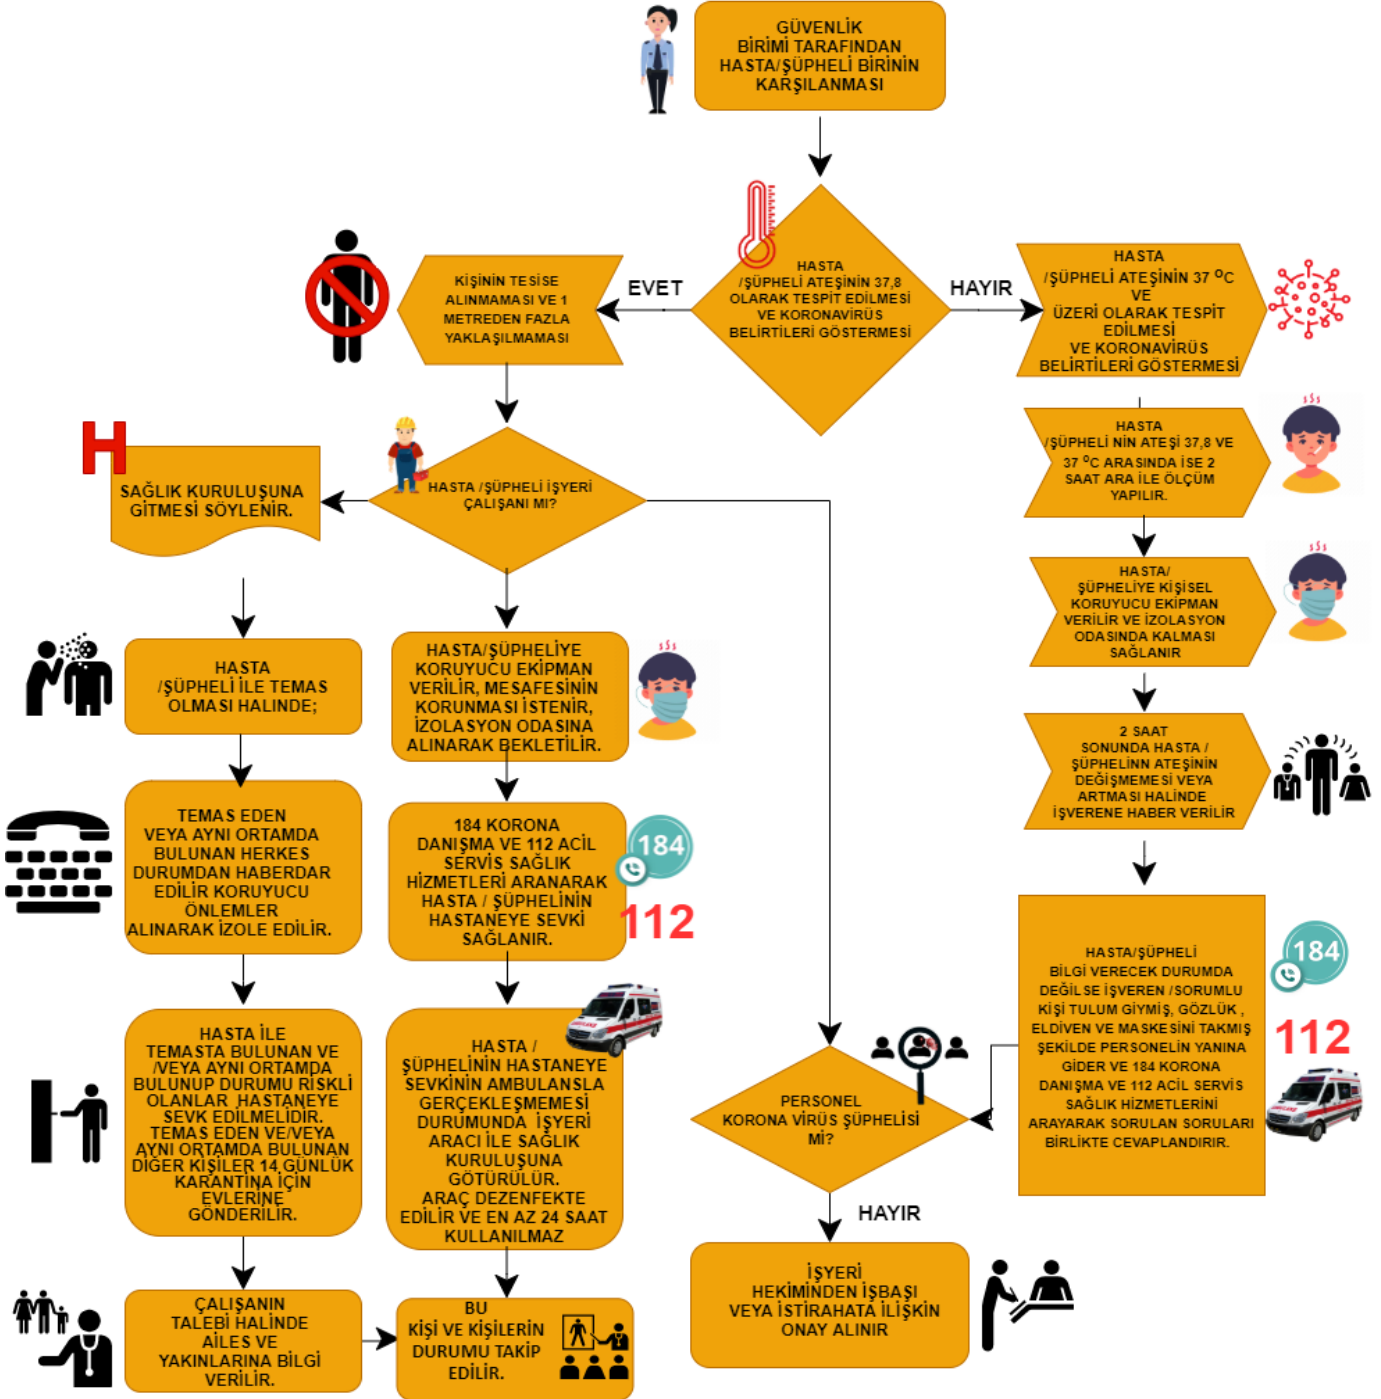 GÜVENLİK
BİRİMİ TARAFINDAN
HASTA/ŞÜPHELİ BİRİNİN
KARŞILANMASI
HASTA
/ŞÜPHELİ ATEŞİNİN 37,8
OLARAK TESPİT EDİLMESİ
VE KORONAVİRÜS
BELİRTİLERİ GÖSTERMESİ
EVET
HAYIR
KİŞİNİN TESİSE
ALINMAMASI VE 1
METREDEN FAZLA
YAKLAŞILMAMASI
HASTA
/ŞÜPHELİ ATEŞİNİN 37 ⁰C
VE
ÜZERİ OLARAK TESPİT
EDİLMESİ
VE KORONAVİRÜS
BELİRTİLERİ GÖSTERMESİ
HASTA
/ŞÜPHELİ NİN ATEŞİ 37,8 VE
37 ⁰C ARASINDA İSE 2
SAAT ARA İLE ÖLÇÜM
YAPILIR.
HASTA/
ŞÜPHELİYE KİŞİSEL
KORUYUCU EKİPMAN
VERİLİR VE İZOLASYON
ODASINDA KALMASI
SAĞLANIR
2 SAAT
SONUNDA HASTA /
ŞÜPHELİNN ATEŞİNİN
DEĞİŞMEMESİ VEYA
ARTMASI HALİNDE
İŞVERENE HABER VERİLİR
HASTA/ŞÜPHELİ
BİLGİ VERECEK DURUMDA
DEĞİLSE İŞVEREN /SORUMLU
KİŞİ TULUM GİYMİŞ, GÖZLÜK ,
ELDİVEN VE MASKESİNİ TAKMIŞ
ŞEKİLDE PERSONELİN YANINA
GİDER VE 184 KORONA
DANIŞMA VE 112 ACİL SERVİS
SAĞLIK HİZMETLERİNİ
ARAYARAK SORULAN SORULARI
BİRLİKTE CEVAPLANDIRIR.
184
112
HASTA /ŞÜPHELİ İŞYERİ
ÇALIŞANI MI?
H
SAĞLIK KURULUŞUNA
GİTMESİ SÖYLENİR.
HASTA
/ŞÜPHELİ İLE TEMAS
OLMASI HALİNDE;
TEMAS EDEN
VEYA AYNI ORTAMDA
BULUNAN HERKES
DURUMDAN HABERDAR
EDİLİR KORUYUCU
ÖNLEMLER
ALINARAK İZOLE EDİLİR.
HASTA İLE
TEMASTA BULUNAN VE
/VEYA AYNI ORTAMDA
BULUNUP DURUMU RİSKLİ
OLANLAR HASTANEYE
SEVK EDİLMELİDİR.
TEMAS EDEN VE/VEYA
AYNI ORTAMDA BULUNAN
DİĞER KİŞİLER 14 GÜNLÜK
KARANTİNA İÇİN
EVLERİNE
GÖNDERİLİR.
ÇALIŞANIN
TALEBİ HALİNDE
AİLES VE
YAKINLARINA BİLGİ
VERİLİR.
HASTA/ŞÜPHELİYE
KORUYUCU EKİPMAN
VERİLİR, MESAFESİNİN
KORUNMASI İSTENİR,
İZOLASYON ODASINA
ALINARAK BEKLETİLİR.
184 KORONA
DANIŞMA VE 112 ACİL
SERVİS SAĞLIK
HİZMETLERİ ARANARAK
HASTA / ŞÜPHELİNİN
HASTANEYE SEVKİ
SAĞLANIR.
184
112
HASTA /
ŞÜPHELİNİN HASTANEYE
SEVKİNİN AMBULANSLA
GERÇEKLEŞMEMESİ
DURUMUNDA İŞYERİ
ARACI İLE SAĞLIK
KURULUŞUNA
GÖTÜRÜLÜR.
ARAÇ DEZENFEKTE
EDİLİR VE EN AZ 24 SAAT
KULLANILMAZ
BU
KİŞİ VE KİŞİLERİN
DURUMU TAKİP
EDİLİR.
PERSONEL
KORONA VİRÜS ŞÜPHELİSİ
Mİ?
HAYIR
İŞYERİ
HEKİMİNDEN İŞBAŞI
VEYA İSTİRAHATA İLİŞKİN
ONAY ALINIR